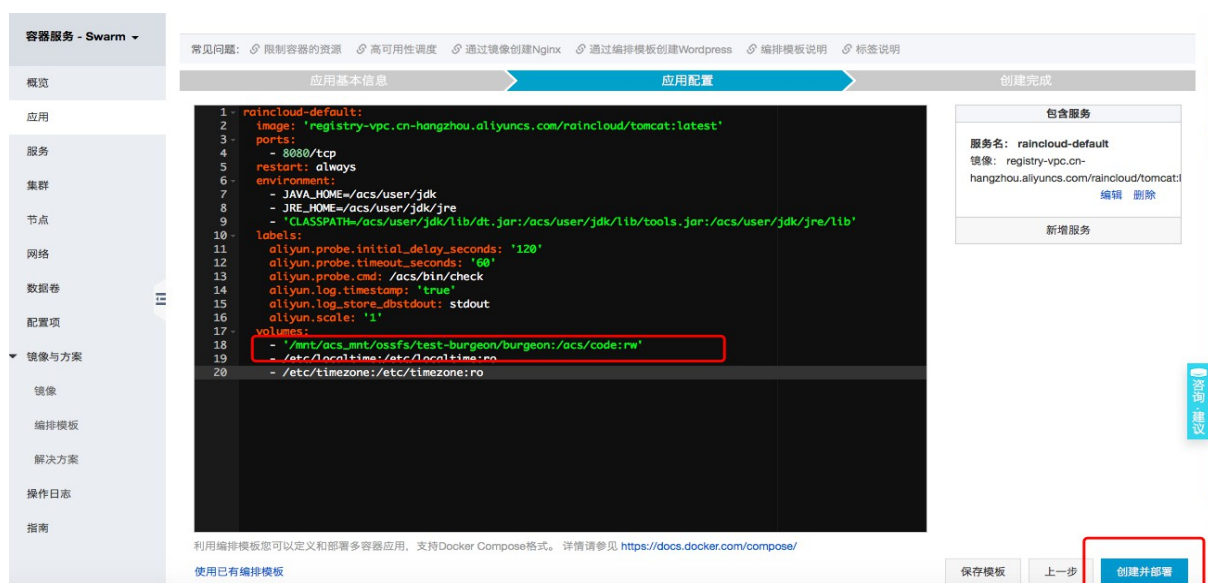 容器服务 - Swarm
常见问题: 限制容器的资源 高可用性调度 通过镜像创建Nginx 通过编排模板创建Wordpress 编排模板说明 标签说明
概览
应用
服务
集群
节点
网络
数据卷
配置项
镜像与方案
镜像
编排模板
解决方案
操作日志
指南
应用基本信息 应用配置 创建完成
1 raincloud-default:
2 image: 'registry-vpc.cn-hangzhou.aliyuncs.com/raincloud/tomcat:latest'
3 ports:
4 - 8080/tcp
5 restart: always
6 environment:
7 - JAVA_HOME=/acs/user/jdk
8 - JRE_HOME=/acs/user/jdk/jre
9 - 'CLASSPATH=/acs/user/jdk/lib/dt.jar:/acs/user/jdk/lib/tools.jar:/acs/user/jdk/jre/lib'
10 labels:
11 aliyun.probe.initial_delay_seconds: '120'
12 aliyun.probe.timeout_seconds: '60'
13 aliyun.probe.cmd: /acs/bin/check
14 aliyun.log.timestamp: 'true'
15 aliyun.log_store_dbstdout: stdout
16 aliyun.scale: '1'
17 volumes:
18 - '/mnt/acs_mnt/ossfs/test-burgeon/burgeon:/acs/code:rw'
19 - /etc/localtime:/etc/localtime:ro
20 - /etc/timezone:/etc/timezone:ro
包含服务
服务名: raincloud-default
镜像: registry-vpc.cn-
hangzhou.aliyuncs.com/raincloud/tomcat:l
编辑 删除
新增服务
咨询·建议
利用编排模板您可以定义和部署多容器应用，支持Docker Compose格式。 详情请参见 https://docs.docker.com/compose/
使用已有编排模板
保存模板 上一步 创建并部署